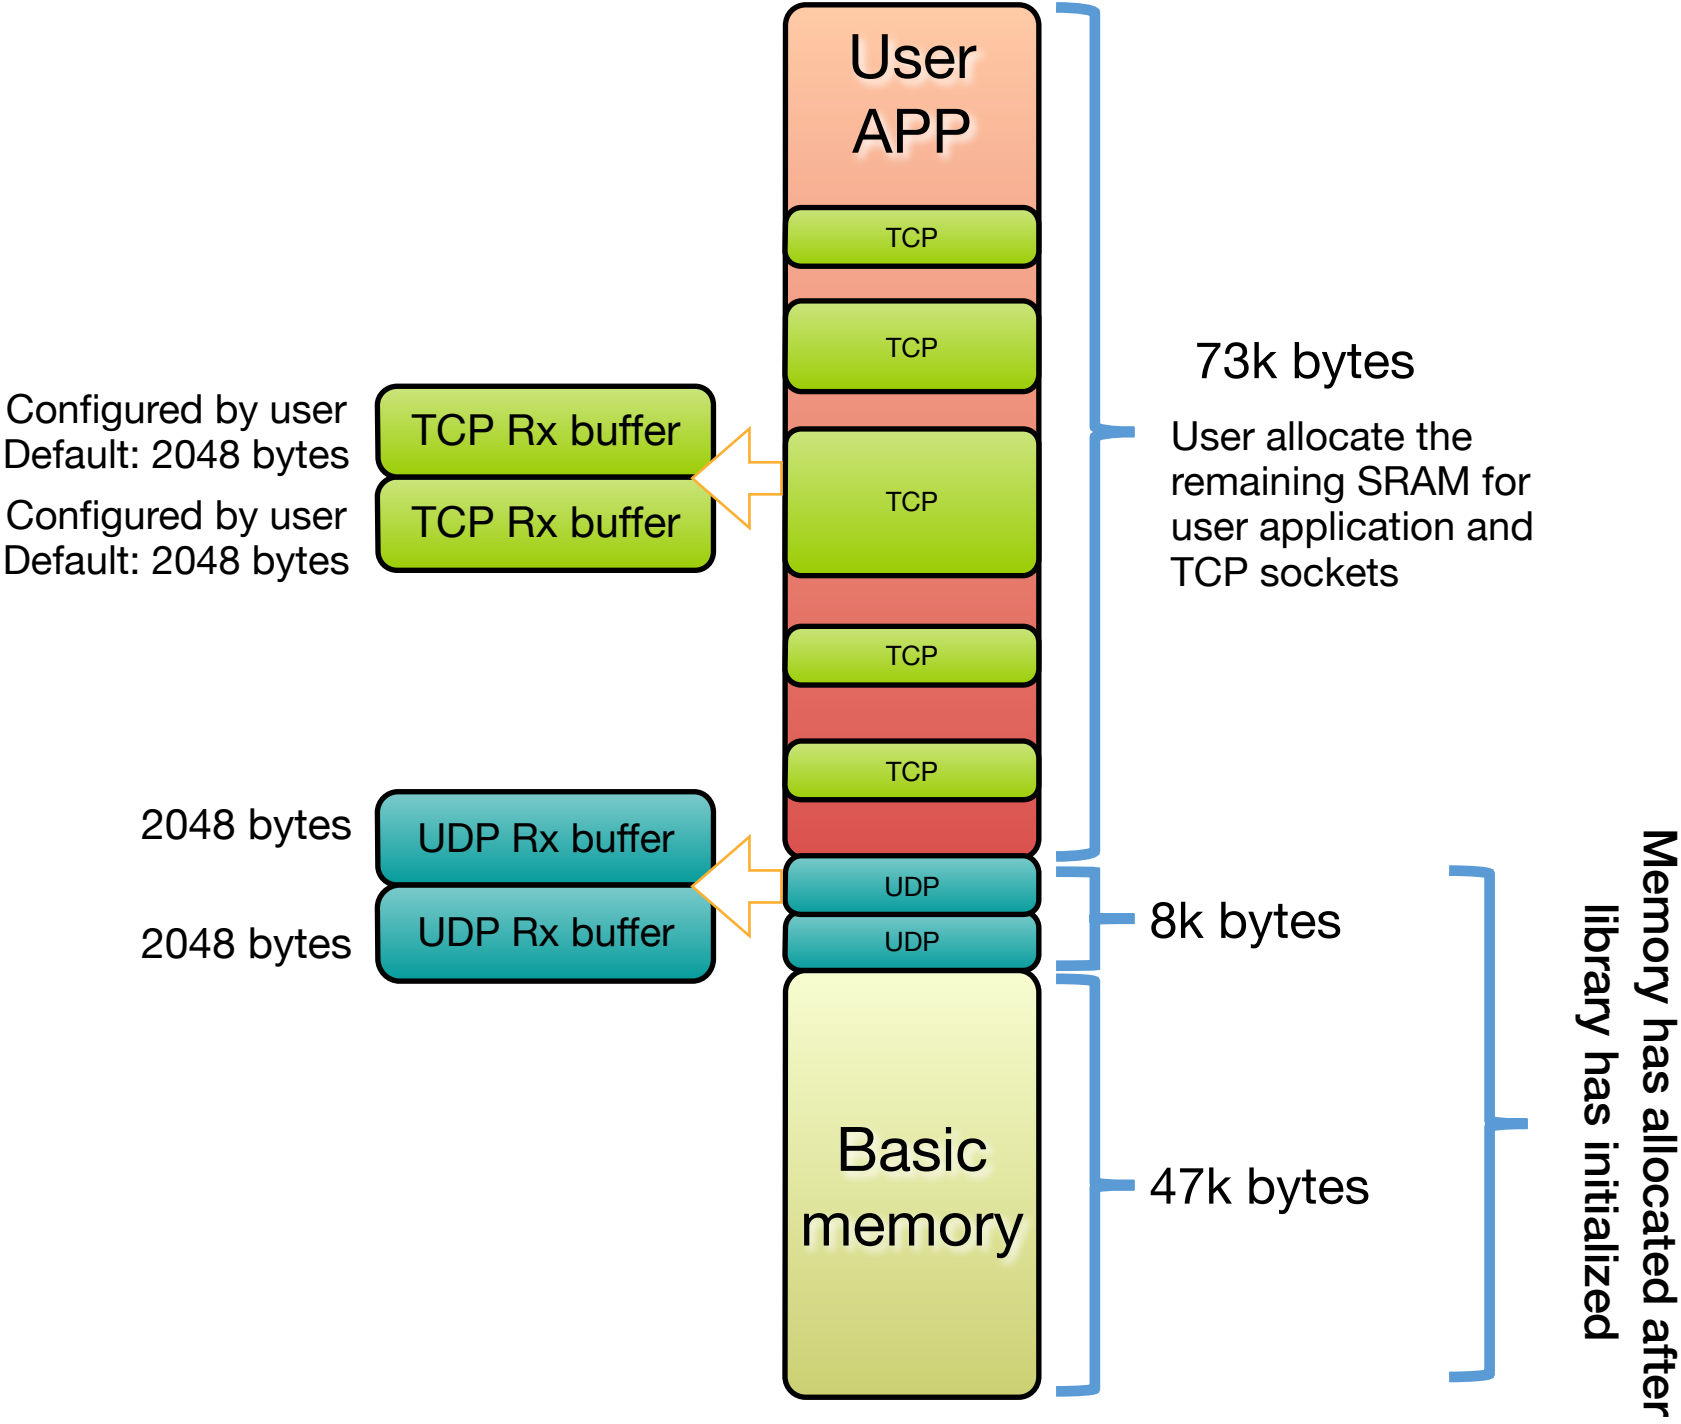 User
APP
TCP
TCP
TCP
TCP
TCP
UDP
UDP
Basic
memory
Configured by user
Default: 2048 bytes
Configured by user
Default: 2048 bytes
TCP Rx buffer
TCP Rx buffer
2048 bytes
2048 bytes
UDP Rx buffer
UDP Rx buffer
73k bytes
User allocate the
remaining SRAM for
user application and
TCP sockets
8k bytes
47k bytes
Memory has allocated after
library has initialized